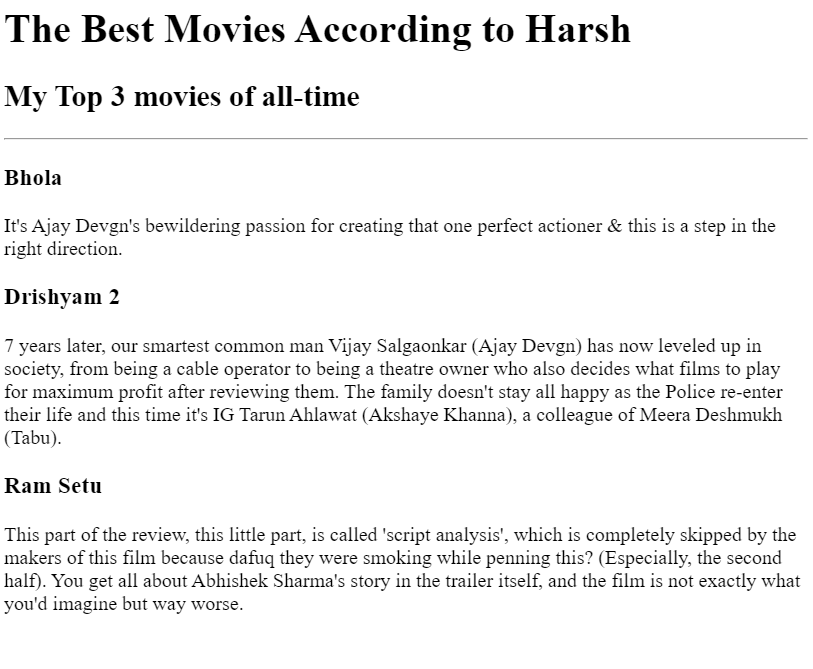 The Best Movies According to Harsh
My Top 3 movies of all-time
Bhola
It's Ajay Devgn's bewildering passion for creating that one perfect actioner & this is a step in the
right direction.
Drishyam 2
7 years later, our smartest common man Vijay Salgaonkar (Ajay Devgn) has now leveled up in
society, from being a cable operator to being a theatre owner who also decides what films to play
for maximum profit after reviewing them. The family doesn't stay all happy as the Police re-enter
their life and this time it's IG Tarun Ahlawat (Akshaye Khanna), a colleague of Meera Deshmukh
(Tabu).
Ram Setu
This part of the review, this little part, is called 'script analysis', which is completely skipped by the
makers of this film because dafuq they were smoking while penning this? (Especially, the second
half). You get all about Abhishek Sharma's story in the trailer itself, and the film is not exactly what
you'd imagine but way worse.